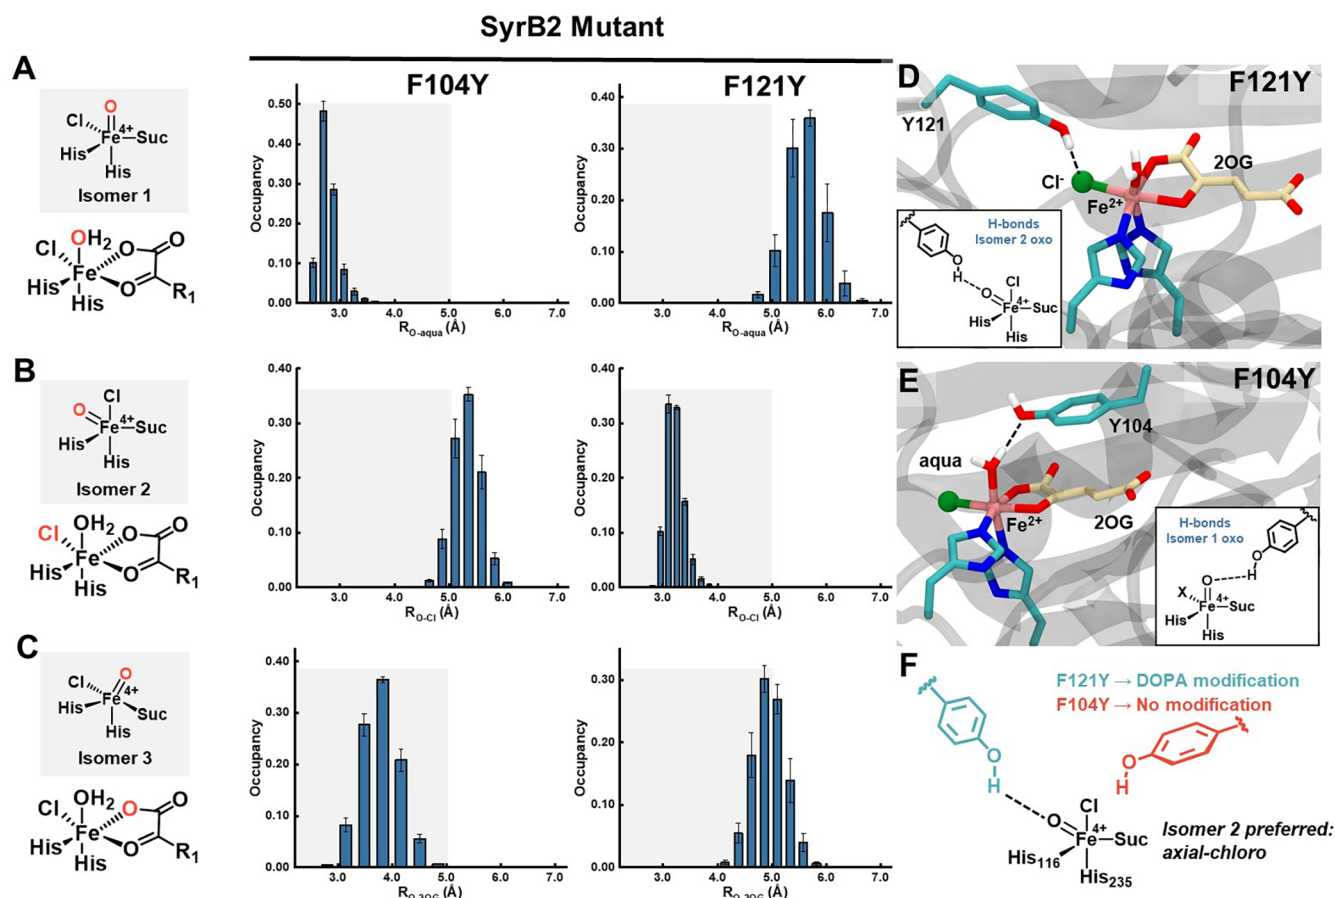 SyrB2 Mutant
A
F104Y
F121Y
O
Cl
Fe
4+
Suc
His
His
Isomer 1
Cl
OH2
O
O
Fe
O
R1
His
His
Occupancy
0.50
0.40
0.30
0.20
0.10
0.00
3.0 4.0 5.0 6.0 7.0
RO-aqua (Å)
Occupancy
0.40
0.30
0.20
0.10
0.00
3.0 4.0 5.0 6.0 7.0
RO-aqua (Å)
B
Cl
O
Fe
4+
Suc
His
His
Isomer 2
Cl
OH2
O
O
Fe
O
R1
His
His
Occupancy
0.40
0.30
0.20
0.10
0.00
3.0 4.0 5.0 6.0 7.0
RO-Cl (Å)
Occupancy
0.40
0.30
0.20
0.10
0.00
3.0 4.0 5.0 6.0 7.0
RO-Cl (Å)
C
O
Cl
Fe
4+
His
Suc
His
Isomer 3
Cl
OH2
O
O
Fe
O
R1
His
His
Occupancy
0.40
0.30
0.20
0.10
0.00
3.0 4.0 5.0 6.0 7.0
RO-2OG (Å)
Occupancy
0.30
0.20
0.10
0.00
3.0 4.0 5.0 6.0 7.0
RO-2OG (Å)
D
F121Y
Y121
2OG
Cl-
Fe2+
H-bonds
Isomer 2 oxo
O
H
Cl
O
4+
Fe
Suc
His
His
E
F104Y
Y104
aqua
Fe2+
2OG
H-bonds
Isomer 1 oxo
O
H
O
X
4+
Fe
Suc
His
His
F
F121Y → DOPA modification
F104Y → No modification
O
H
O
H
Cl
O
4+
Fe
Suc
His116
His235
Isomer 2 preferred:
axial-chloro